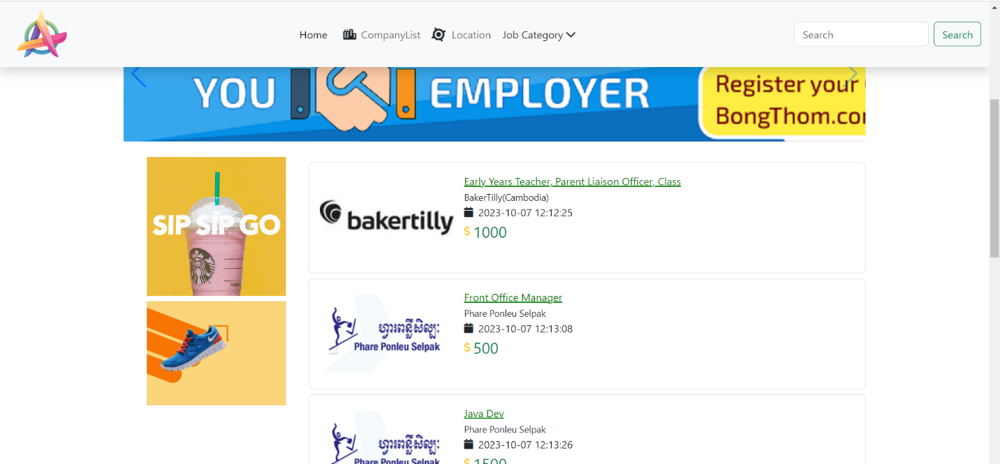 Home CompanyList Location Job Category Search Search
YOU EMPLOYER
Register your
BongThom.com
SIP SIP GO
bakertilly
Early Years Teacher, Parent Liaison Officer, Class
BakerTilly(Cambodia)
2023-10-07 12:12:25
$ 1000
ហ្វារពន្លឺសិល្បៈ
Phare Ponleu Selpak
Front Office Manager
Phare Ponleu Selpak
2023-10-07 12:13:08
$ 500
ហ្វារពន្លឺសិល្បៈ
Phare Ponleu Selpak
Java Dev
Phare Ponleu Selpak
2023-10-07 12:13:26
$ 1500